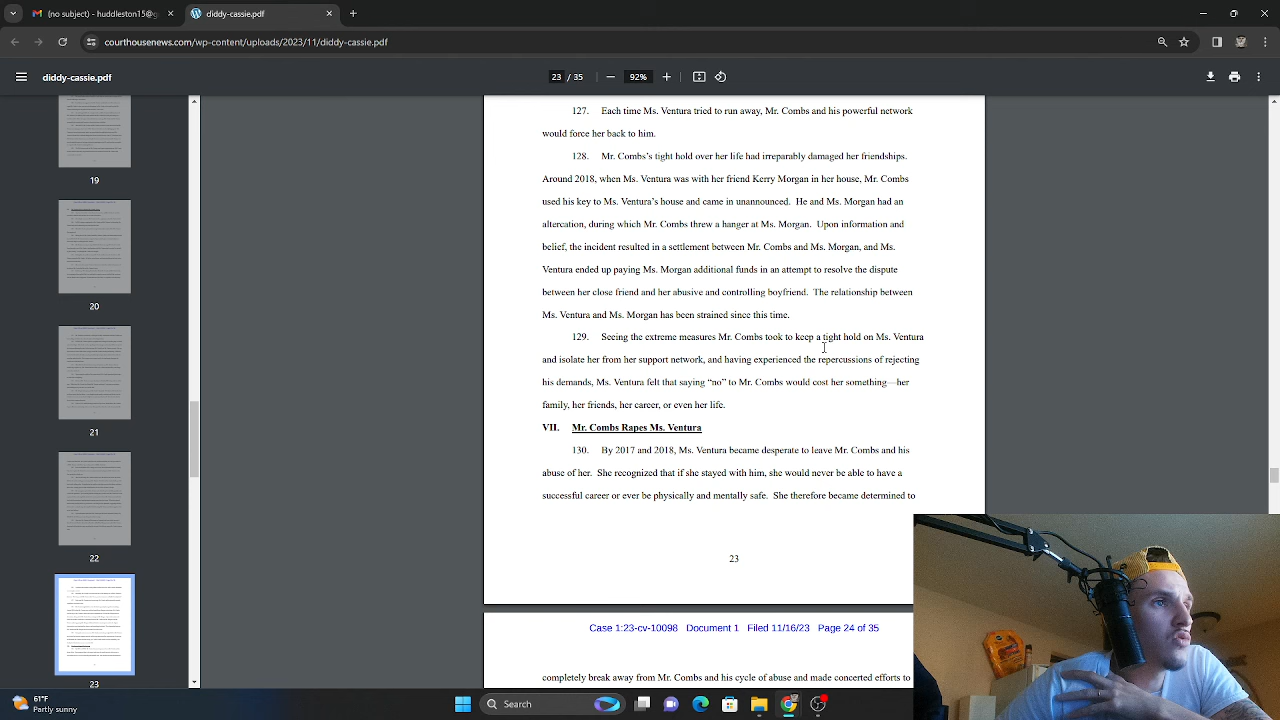 (no subject) - huddleston15@g
diddy-cassie.pdf
courthousenews.com/wp-content/uploads/2023/11/diddy-cassie.pdf
diddy-cassie.pdf
23 / 35
92%
127. Each time Ms. Ventura tried to run away, Mr. Combs and his powerful network
would force her back to him.
128. Mr. Combs's tight hold over her life had irreparably damaged her friendships.
Around 2018, when Ms. Ventura was with her friend Kerry Morgan in her house, Mr. Combs
used his key to Ms. Ventura's house and came in unannounced. He and Ms. Morgan had an
altercation, during which Mr. Combs threw a hanger at Ms. Morgan. Upon information and
belief, the incident resulted in a settlement between Mr. Combs and Ms. Morgan, and Ms.
Ventura ended up paying Ms. Morgan additional funds in an attempt to resolve the dispute
between her close friend and her abusive and controlling boyfriend. The relationship between
Ms. Ventura and Ms. Morgan has been strained since this time.
129. Seeing the extreme measures Mr. Combs took to keep a tight hold on Ms. Ventura
and isolate her from her support network, and having experienced the repercussions of rejecting
his demands, Ms. Ventura felt that saying “no” to Mr. Combs would cost her something—her
family, her friends, her career, or even her life.
VII. Mr. Combs Rapes Ms. Ventura
130. By 2017 and 2018, Ms. Ventura became desperate to leave Mr. Combs and his
abuse of her. She recognized that if she stayed with him, she would never be able to have a
successful career or even be physically and mentally safe. She therefore became determined to
23
Case 1:23-cv-10098 Document 1 Filed 11/16/23 Page 24 of 35
completely break away from Mr. Combs and his cycle of abuse and made concerted efforts to
19
20
21
22
23
51°F
Partly sunny
Search